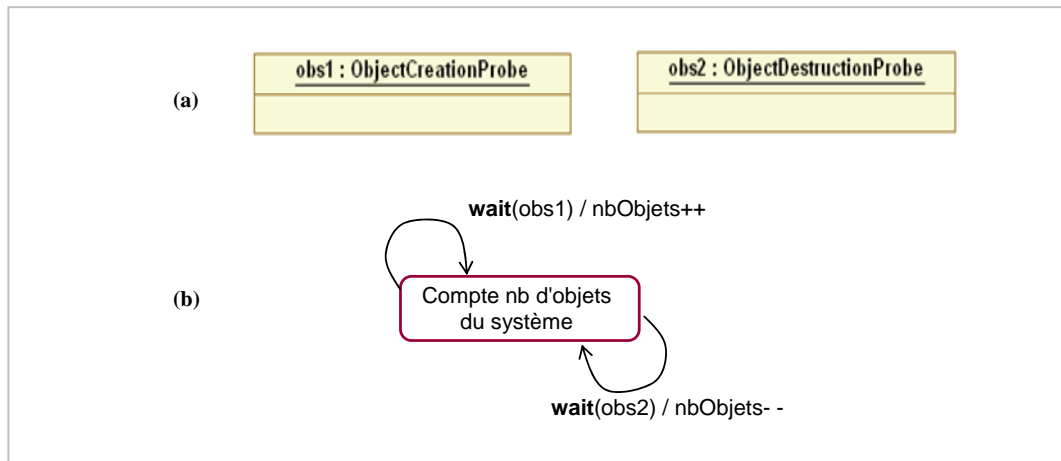 obs1 : ObjectCreationProbe
obs2 : ObjectDestructionProbe
(a)
wait(obs1) / nbObjets++
(b)
Compte nb d'objets
du système
wait(obs2) / nbObjets- -